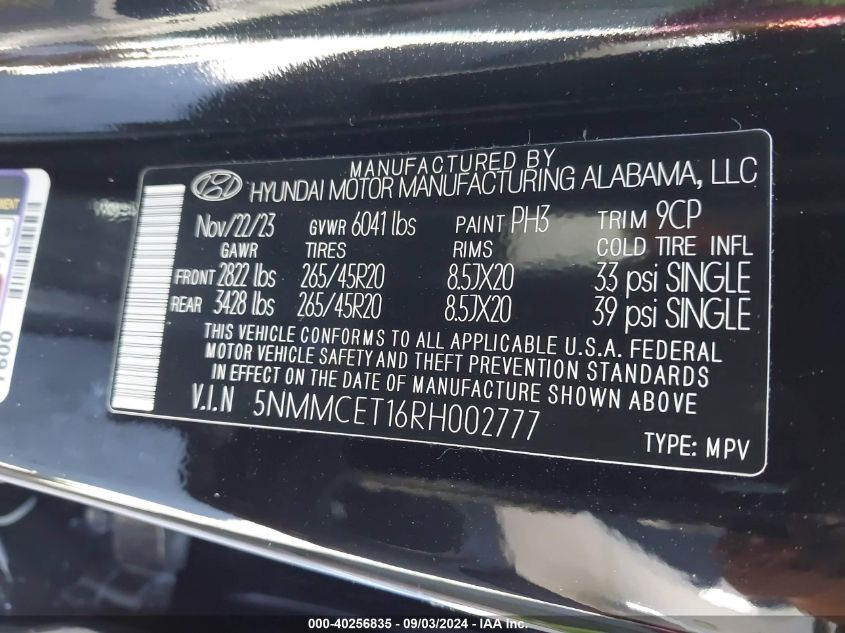 MANUFACTURED BY
HYUNDAI MOTOR MANUFACTURING ALABAMA, LLC
Nov/22/23 GVWR 6041 lbs PAINT PH3 TRIM 9CP
GAWR TIRES RIMS COLD TIRE INFL
FRONT 2822 lbs 265/45R20 8.5JX20 33 psi SINGLE
REAR 3428 lbs 265/45R20 8.5JX20 39 psi SINGLE
THIS VEHICLE CONFORMS TO ALL APPLICABLE U.S.A. FEDERAL
MOTOR VEHICLE SAFETY AND THEFT PREVENTION STANDARDS
IN EFFECT ON THE DATE OF MANUFACTURE SHOWN ABOVE
V.I.N 5NMMCET16RH002777
TYPE: MPV
000-40256835 - 09/03/2024 - IAA Inc.